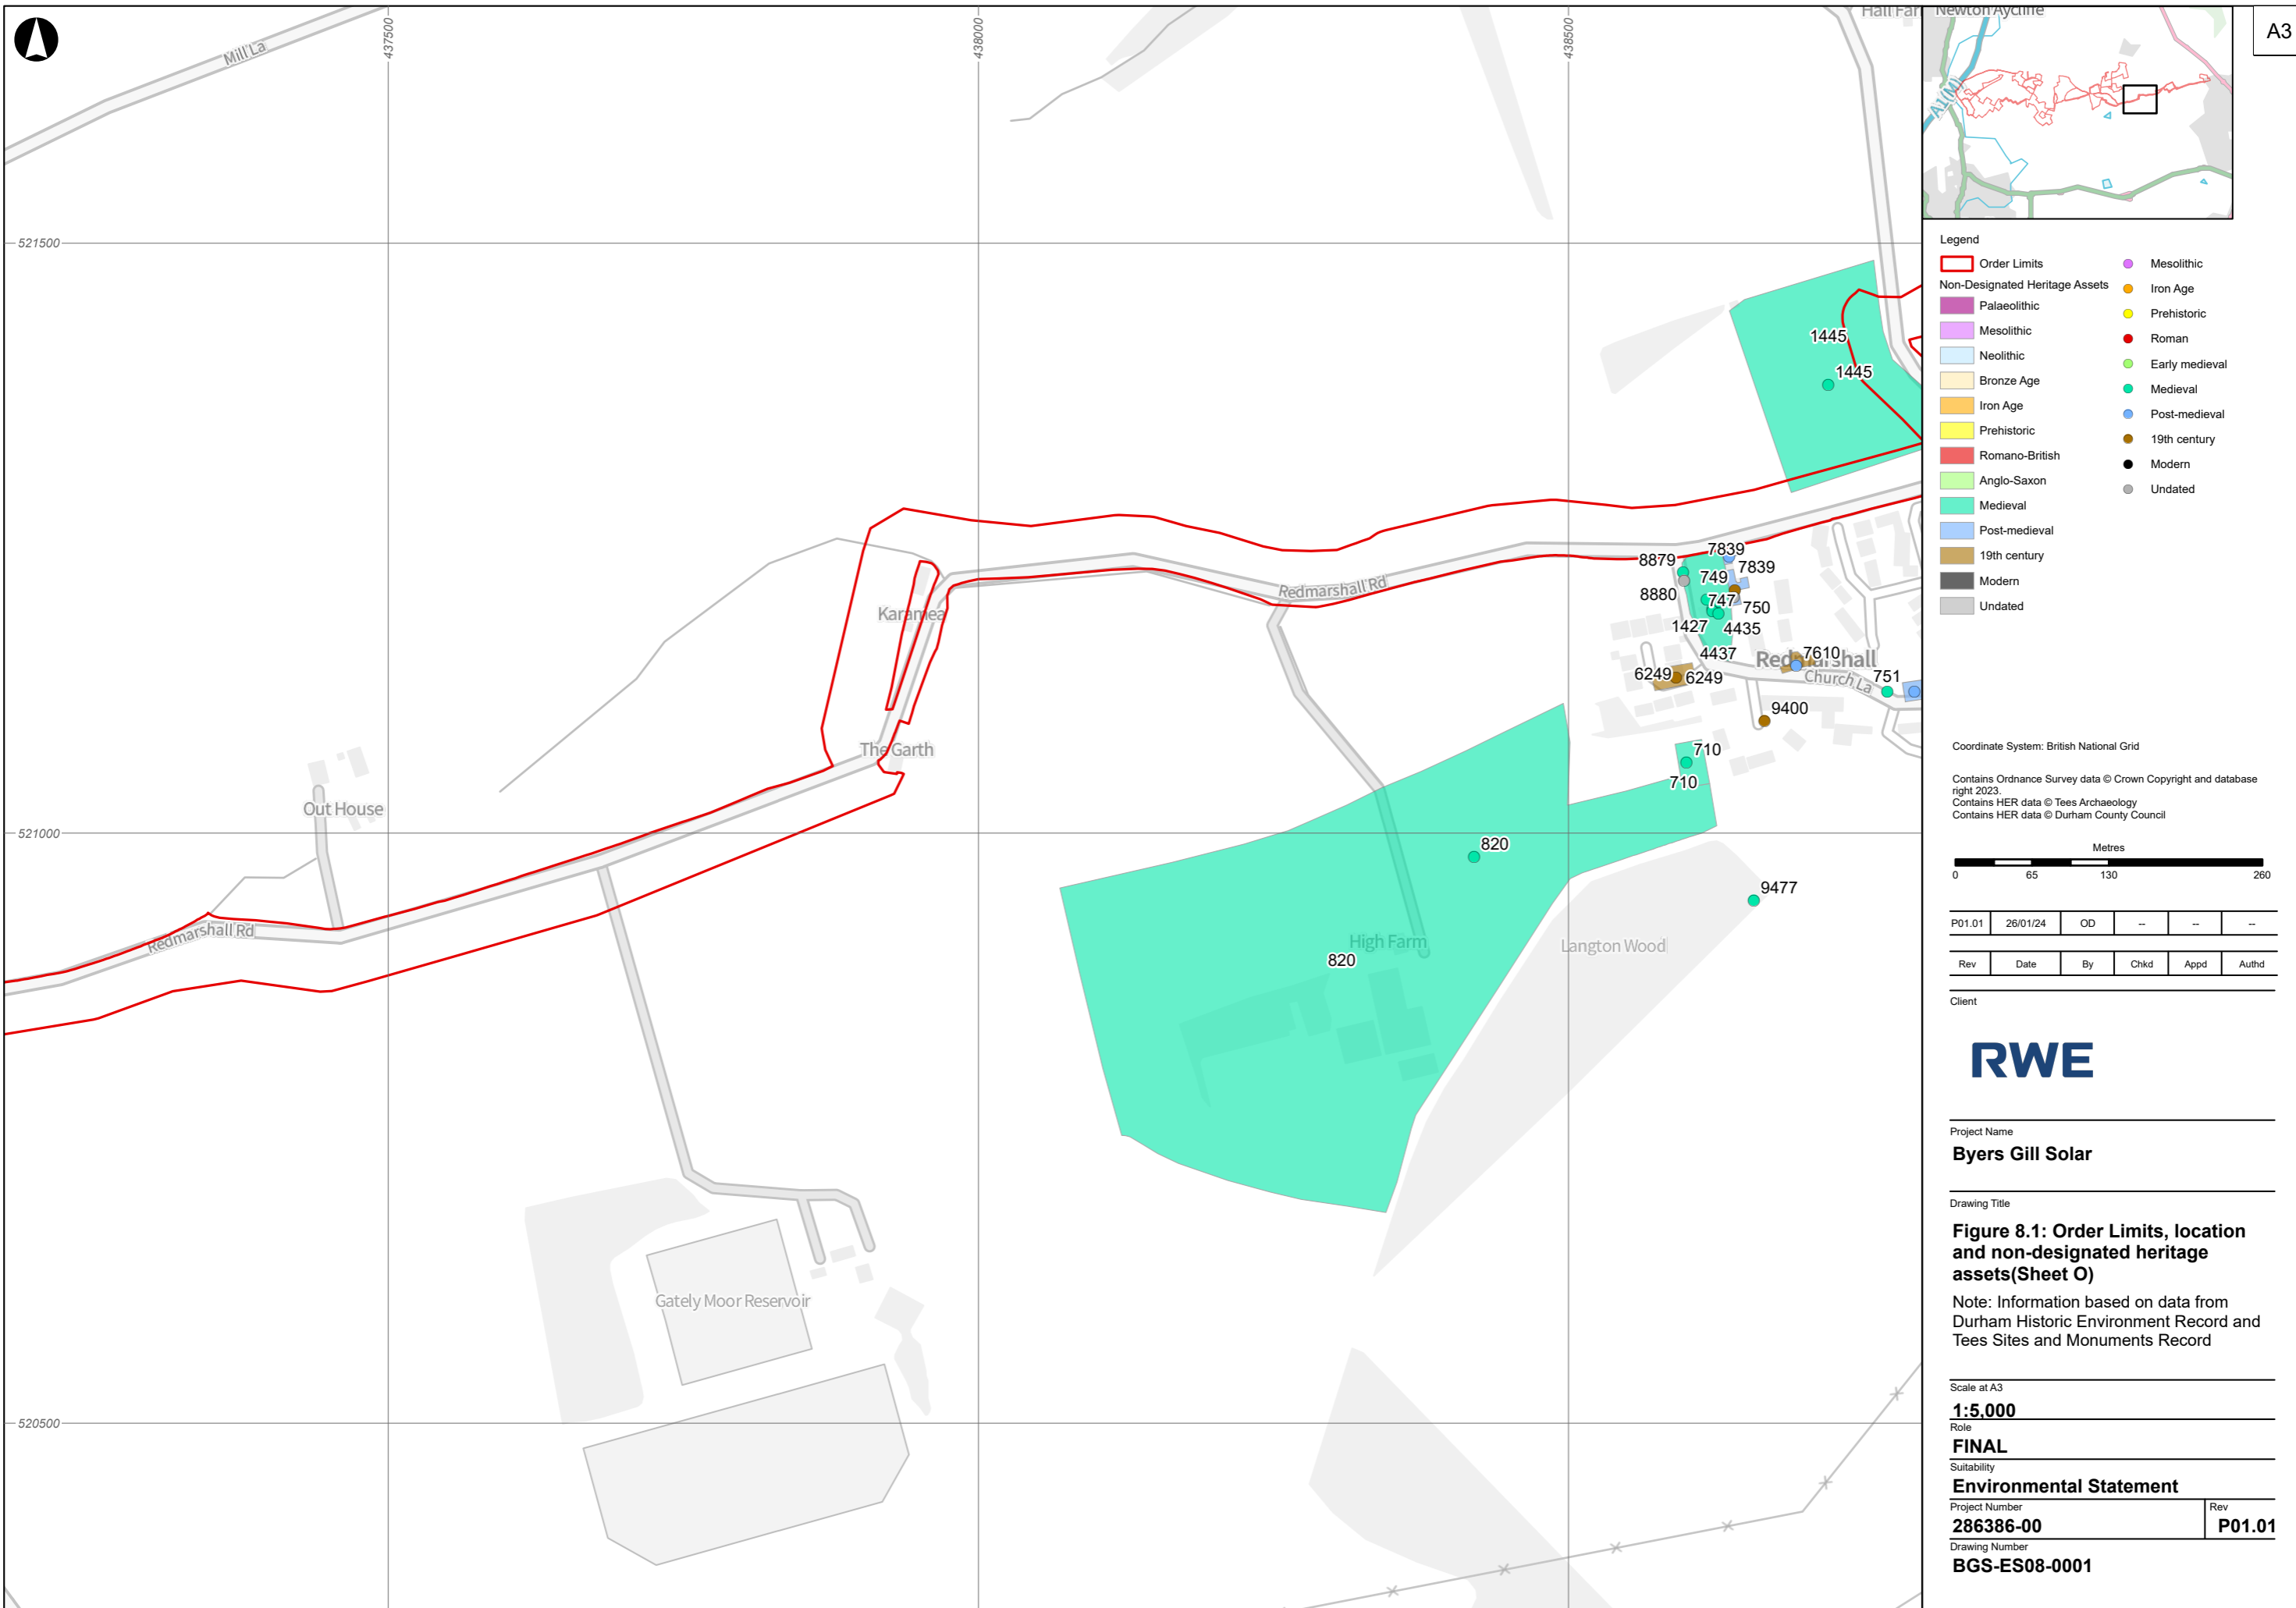 A3
Mill La
437500
438000
438500
Hall Far
521500
521000
520500
1445
1445
Redmarshall Rd
Karamea
The Garth
Out House
Redmarshall Rd
7839
8879
7839
749
8880
747
750
1427
4435
4437
Redmarshall
7610
6249
6249
751
Church La
9400
710
710
820
9477
High Farm
820
Langton Wood
Gately Moor Reservoir
Newton Aycliffe
A1(M)
Legend
Order Limits
Non-Designated Heritage Assets
Palaeolithic
Mesolithic
Neolithic
Bronze Age
Iron Age
Prehistoric
Romano-British
Anglo-Saxon
Medieval
Post-medieval
19th century
Modern
Undated
Mesolithic
Iron Age
Prehistoric
Roman
Early medieval
Medieval
Post-medieval
19th century
Modern
Undated
Coordinate System: British National Grid
Contains Ordnance Survey data © Crown Copyright and database
right 2023.
Contains HER data © Tees Archaeology
Contains HER data © Durham County Council
Metres
0 65 130 260
P01.01 26/01/24 OD -- -- --
Rev Date By Chkd Appd Authd
Client
RWE
Project Name
Byers Gill Solar
Drawing Title
Figure 8.1: Order Limits, location
and non-designated heritage
assets(Sheet O)
Note: Information based on data from
Durham Historic Environment Record and
Tees Sites and Monuments Record
Scale at A3
1:5,000
Role
FINAL
Suitability
Environmental Statement
Project Number Rev
286386-00 P01.01
Drawing Number
BGS-ES08-0001